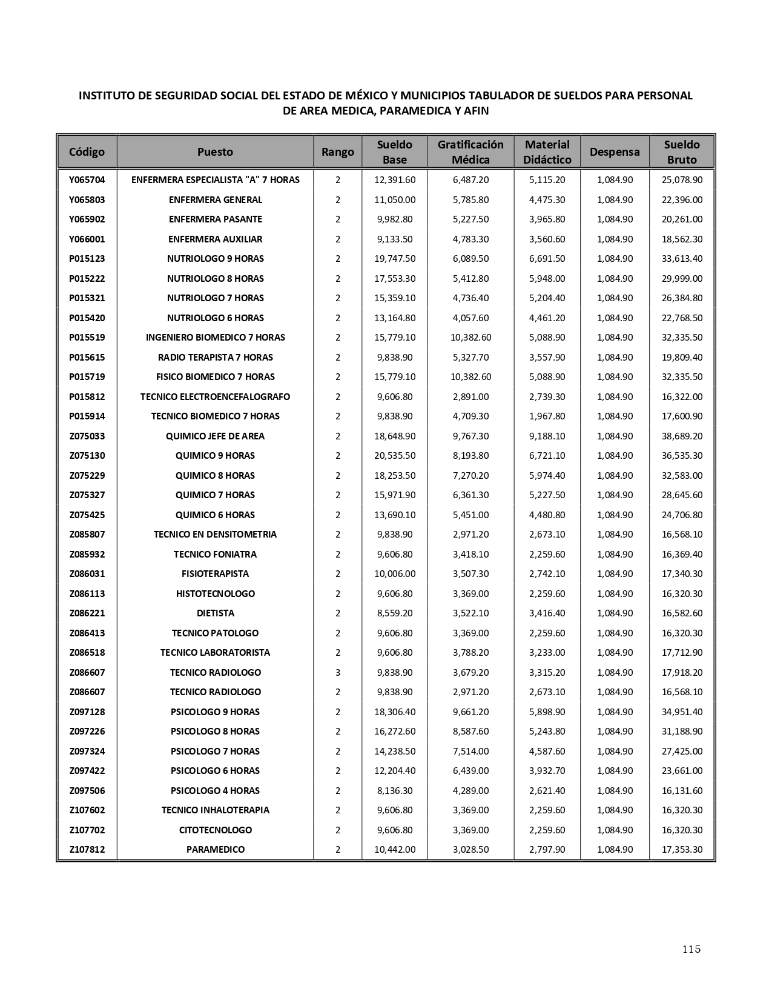 INSTITUTO DE SEGURIDAD SOCIAL DEL ESTADO DE MÉXICO Y MUNICIPIOS TABULADOR DE SUELDOS PARA PERSONAL
DE AREA MEDICA, PARAMEDICA Y AFIN
Código Puesto Rango Sueldo Base Gratificación Médica Material Didáctico Despensa Sueldo Bruto
Y065704 ENFERMERA ESPECIALISTA "A" 7 HORAS 2 12,391.60 6,487.20 5,115.20 1,084.90 25,078.90
Y065803 ENFERMERA GENERAL 2 11,050.00 5,785.80 4,475.30 1,084.90 22,396.00
Y065902 ENFERMERA PASANTE 2 9,982.80 5,227.50 3,965.80 1,084.90 20,261.00
Y066001 ENFERMERA AUXILIAR 2 9,133.50 4,783.30 3,560.60 1,084.90 18,562.30
P015123 NUTRIOLOGO 9 HORAS 2 19,747.50 6,089.50 6,691.50 1,084.90 33,613.40
P015222 NUTRIOLOGO 8 HORAS 2 17,553.30 5,412.80 5,948.00 1,084.90 29,999.00
P015321 NUTRIOLOGO 7 HORAS 2 15,359.10 4,736.40 5,204.40 1,084.90 26,384.80
P015420 NUTRIOLOGO 6 HORAS 2 13,164.80 4,057.60 4,461.20 1,084.90 22,768.50
P015519 INGENIERO BIOMEDICO 7 HORAS 2 15,779.10 10,382.60 5,088.90 1,084.90 32,335.50
P015615 RADIO TERAPISTA 7 HORAS 2 9,838.90 5,327.70 3,557.90 1,084.90 19,809.40
P015719 FISICO BIOMEDICO 7 HORAS 2 15,779.10 10,382.60 5,088.90 1,084.90 32,335.50
P015812 TECNICO ELECTROENCEFALOGRAFO 2 9,606.80 2,891.00 2,739.30 1,084.90 16,322.00
P015914 TECNICO BIOMEDICO 7 HORAS 2 9,838.90 4,709.30 1,967.80 1,084.90 17,600.90
Z075033 QUIMICO JEFE DE AREA 2 18,648.90 9,767.30 9,188.10 1,084.90 38,689.20
Z075130 QUIMICO 9 HORAS 2 20,535.50 8,193.80 6,721.10 1,084.90 36,535.30
Z075229 QUIMICO 8 HORAS 2 18,253.50 7,270.20 5,974.40 1,084.90 32,583.00
Z075327 QUIMICO 7 HORAS 2 15,971.90 6,361.30 5,227.50 1,084.90 28,645.60
Z075425 QUIMICO 6 HORAS 2 13,690.10 5,451.00 4,480.80 1,084.90 24,706.80
Z085807 TECNICO EN DENSITOMETRIA 2 9,838.90 2,971.20 2,673.10 1,084.90 16,568.10
Z085932 TECNICO FONIATRA 2 9,606.80 3,418.10 2,259.60 1,084.90 16,369.40
Z086031 FISIOTERAPISTA 2 10,006.00 3,507.30 2,742.10 1,084.90 17,340.30
Z086113 HISTOTECNOLOGO 2 9,606.80 3,369.00 2,259.60 1,084.90 16,320.30
Z086221 DIETISTA 2 8,559.20 3,522.10 3,416.40 1,084.90 16,582.60
Z086413 TECNICO PATOLOGO 2 9,606.80 3,369.00 2,259.60 1,084.90 16,320.30
Z086518 TECNICO LABORATORISTA 2 9,606.80 3,788.20 3,233.00 1,084.90 17,712.90
Z086607 TECNICO RADIOLOGO 3 9,838.90 3,679.20 3,315.20 1,084.90 17,918.20
Z086607 TECNICO RADIOLOGO 2 9,838.90 2,971.20 2,673.10 1,084.90 16,568.10
Z097128 PSICOLOGO 9 HORAS 2 18,306.40 9,661.20 5,898.90 1,084.90 34,951.40
Z097226 PSICOLOGO 8 HORAS 2 16,272.60 8,587.60 5,243.80 1,084.90 31,188.90
Z097324 PSICOLOGO 7 HORAS 2 14,238.50 7,514.00 4,587.60 1,084.90 27,425.00
Z097422 PSICOLOGO 6 HORAS 2 12,204.40 6,439.00 3,932.70 1,084.90 23,661.00
Z097506 PSICOLOGO 4 HORAS 2 8,136.30 4,289.00 2,621.40 1,084.90 16,131.60
Z107602 TECNICO INHALOTERAPIA 2 9,606.80 3,369.00 2,259.60 1,084.90 16,320.30
Z107702 CITOTECNOLOGO 2 9,606.80 3,369.00 2,259.60 1,084.90 16,320.30
Z107812 PARAMEDICO 2 10,442.00 3,028.50 2,797.90 1,084.90 17,353.30
115